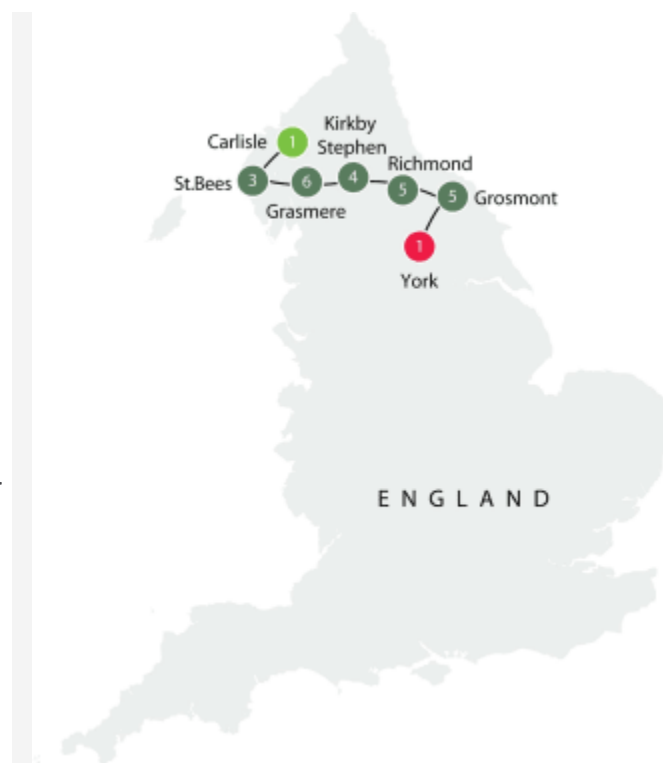 Kirkby
Stephen
Carlisle 1
Richmond
St.Bees 3
6
4
5
5 Grosmont
Grasmere
1
York
ENGLAND